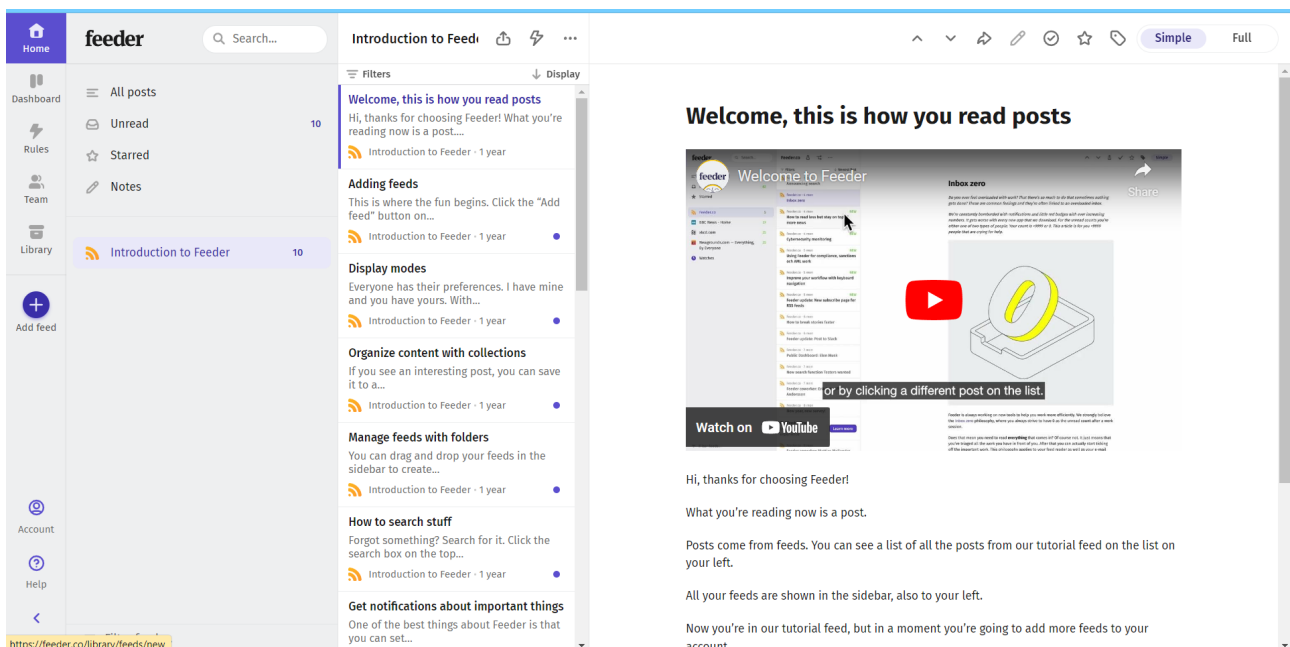 Home
Dashboard
Rules
Team
Library
Add feed
Account
Help
https://feeder.co/library/feeds/new
feeder
Search...
All posts
Unread 10
Starred
Notes
Introduction to Feeder 10
Introduction to Feed
Filters Display
Welcome, this is how you read posts
Hi, thanks for choosing Feeder! What you’re
reading now is a post....
Introduction to Feeder · 1 year
Adding feeds
This is where the fun begins. Click the “Add
feed” button on...
Introduction to Feeder · 1 year
Display modes
Everyone has their preferences. I have mine
and you have yours. With...
Introduction to Feeder · 1 year
Organize content with collections
If you see an interesting post, you can save
it to a...
Introduction to Feeder · 1 year
Manage feeds with folders
You can drag and drop your feeds in the
sidebar to create...
Introduction to Feeder · 1 year
How to search stuff
Forgot something? Search for it. Click the
search box on the top...
Introduction to Feeder · 1 year
Get notifications about important things
One of the best things about Feeder is that
you can set...
Simple Full
Welcome, this is how you read posts
feeder Welcome to Feeder
Share
Inbox zero
or by clicking a different post on the list.
Watch on YouTube
Hi, thanks for choosing Feeder!
What you’re reading now is a post.
Posts come from feeds. You can see a list of all the posts from our tutorial feed on the list on
your left.
All your feeds are shown in the sidebar, also to your left.
Now you’re in our tutorial feed, but in a moment you’re going to add more feeds to your
account